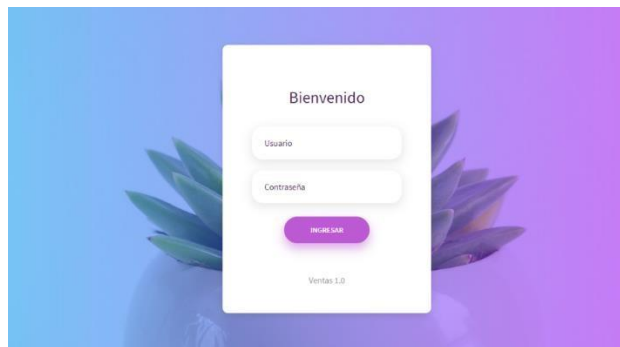 Bienvenido
Usuario
Contraseña
INGRESAR
Ventas 1.0